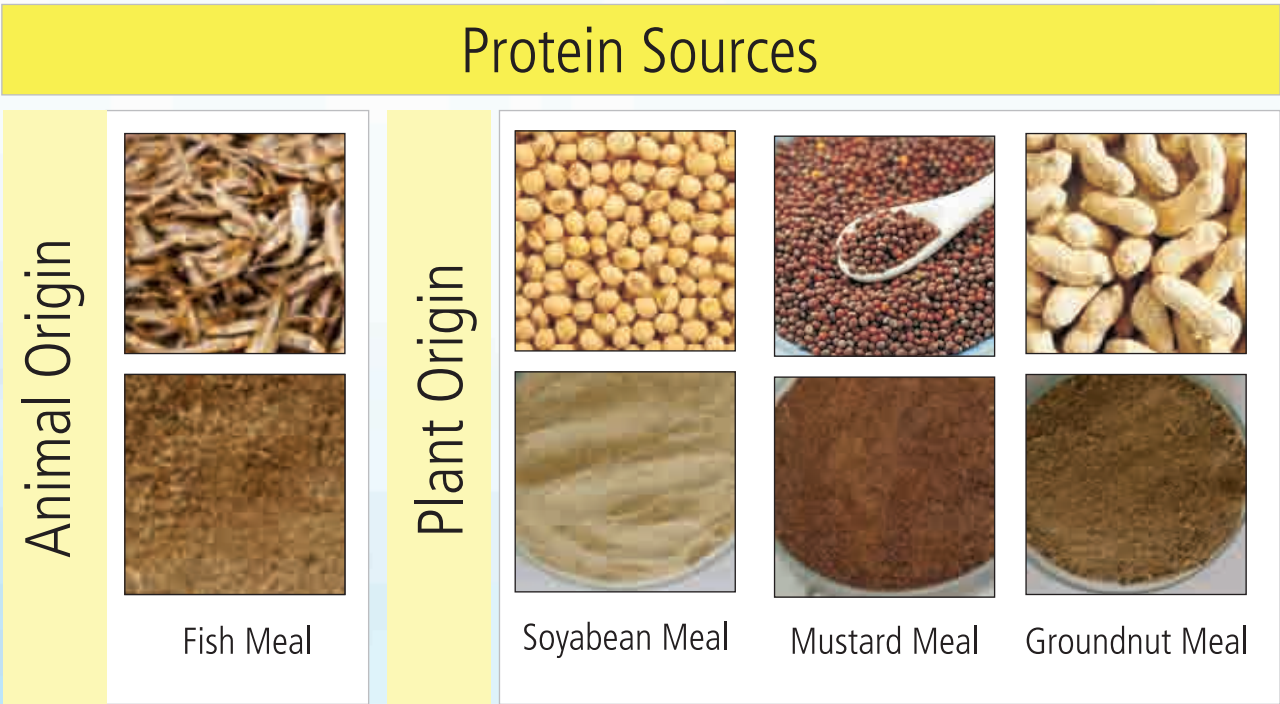 Protein Sources
Animal Origin
Fish Meal
Plant Origin
Soyabean Meal
Mustard Meal
Groundnut Meal